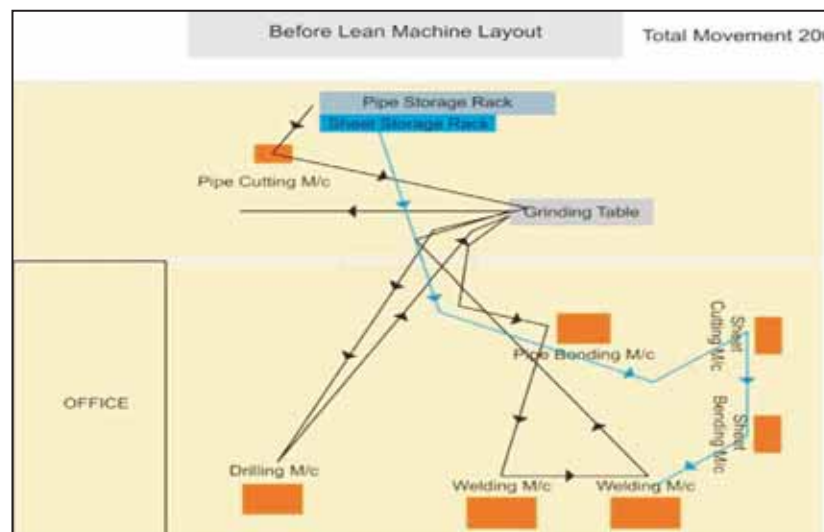 Before Lean Machine Layout
Total Movement 200
Pipe Storage Rack
Sheet Storage Rack
Pipe Cutting M/c
Grinding Table
Sheet
Cutting M/c
Pipe Bending M/c
OFFICE
Sheet
Bending M/c
Drilling M/c
Welding M/c
Welding M/c